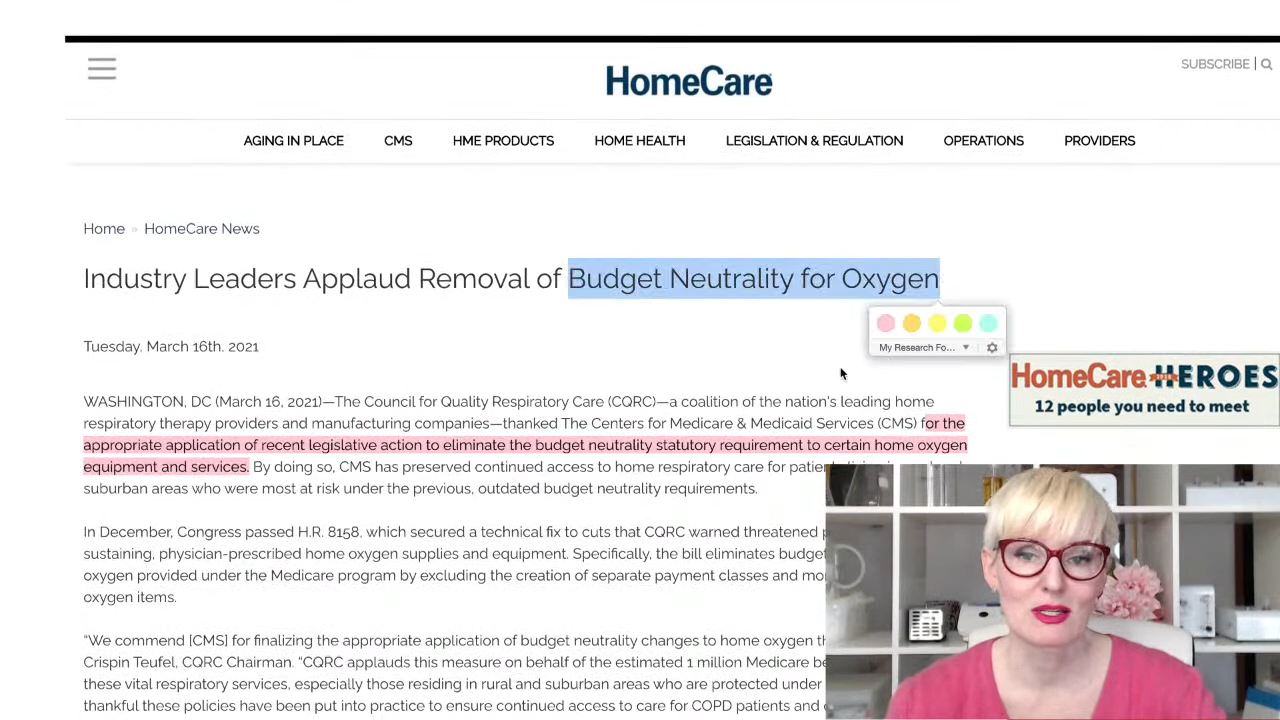 SUBSCRIBE
HomeCare
AGING IN PLACE CMS HME PRODUCTS HOME HEALTH LEGISLATION & REGULATION OPERATIONS PROVIDERS
Home » HomeCare News
Industry Leaders Applaud Removal of Budget Neutrality for Oxygen
My Research Fo...
Tuesday, March 16th. 2021
HomeCare HEROES
12 people you need to meet
WASHINGTON, DC (March 16, 2021)—The Council for Quality Respiratory Care (CQRC)—a coalition of the nation's leading home
respiratory therapy providers and manufacturing companies—thanked The Centers for Medicare & Medicaid Services (CMS) for the
appropriate application of recent legislative action to eliminate the budget neutrality statutory requirement to certain home oxygen
equipment and services. By doing so, CMS has preserved continued access to home respiratory care for
suburban areas who were most at risk under the previous, outdated budget neutrality requirements.
In December, Congress passed H.R. 8158, which secured a technical fix to cuts that CQRC warned threatened
sustaining, physician-prescribed home oxygen supplies and equipment. Specifically, the bill eliminates budget
oxygen provided under the Medicare program by excluding the creation of separate payment classes and
oxygen items.
“We commend [CMS] for finalizing the appropriate application of budget neutrality changes to home oxygen
Crispin Teufel, CQRC Chairman. “CQRC applauds this measure on behalf of the estimated 1 million Medicare
these vital respiratory services, especially those residing in rural and suburban areas who are protected under
thankful these policies have been put into practice to ensure continued access to care for COPD patients and